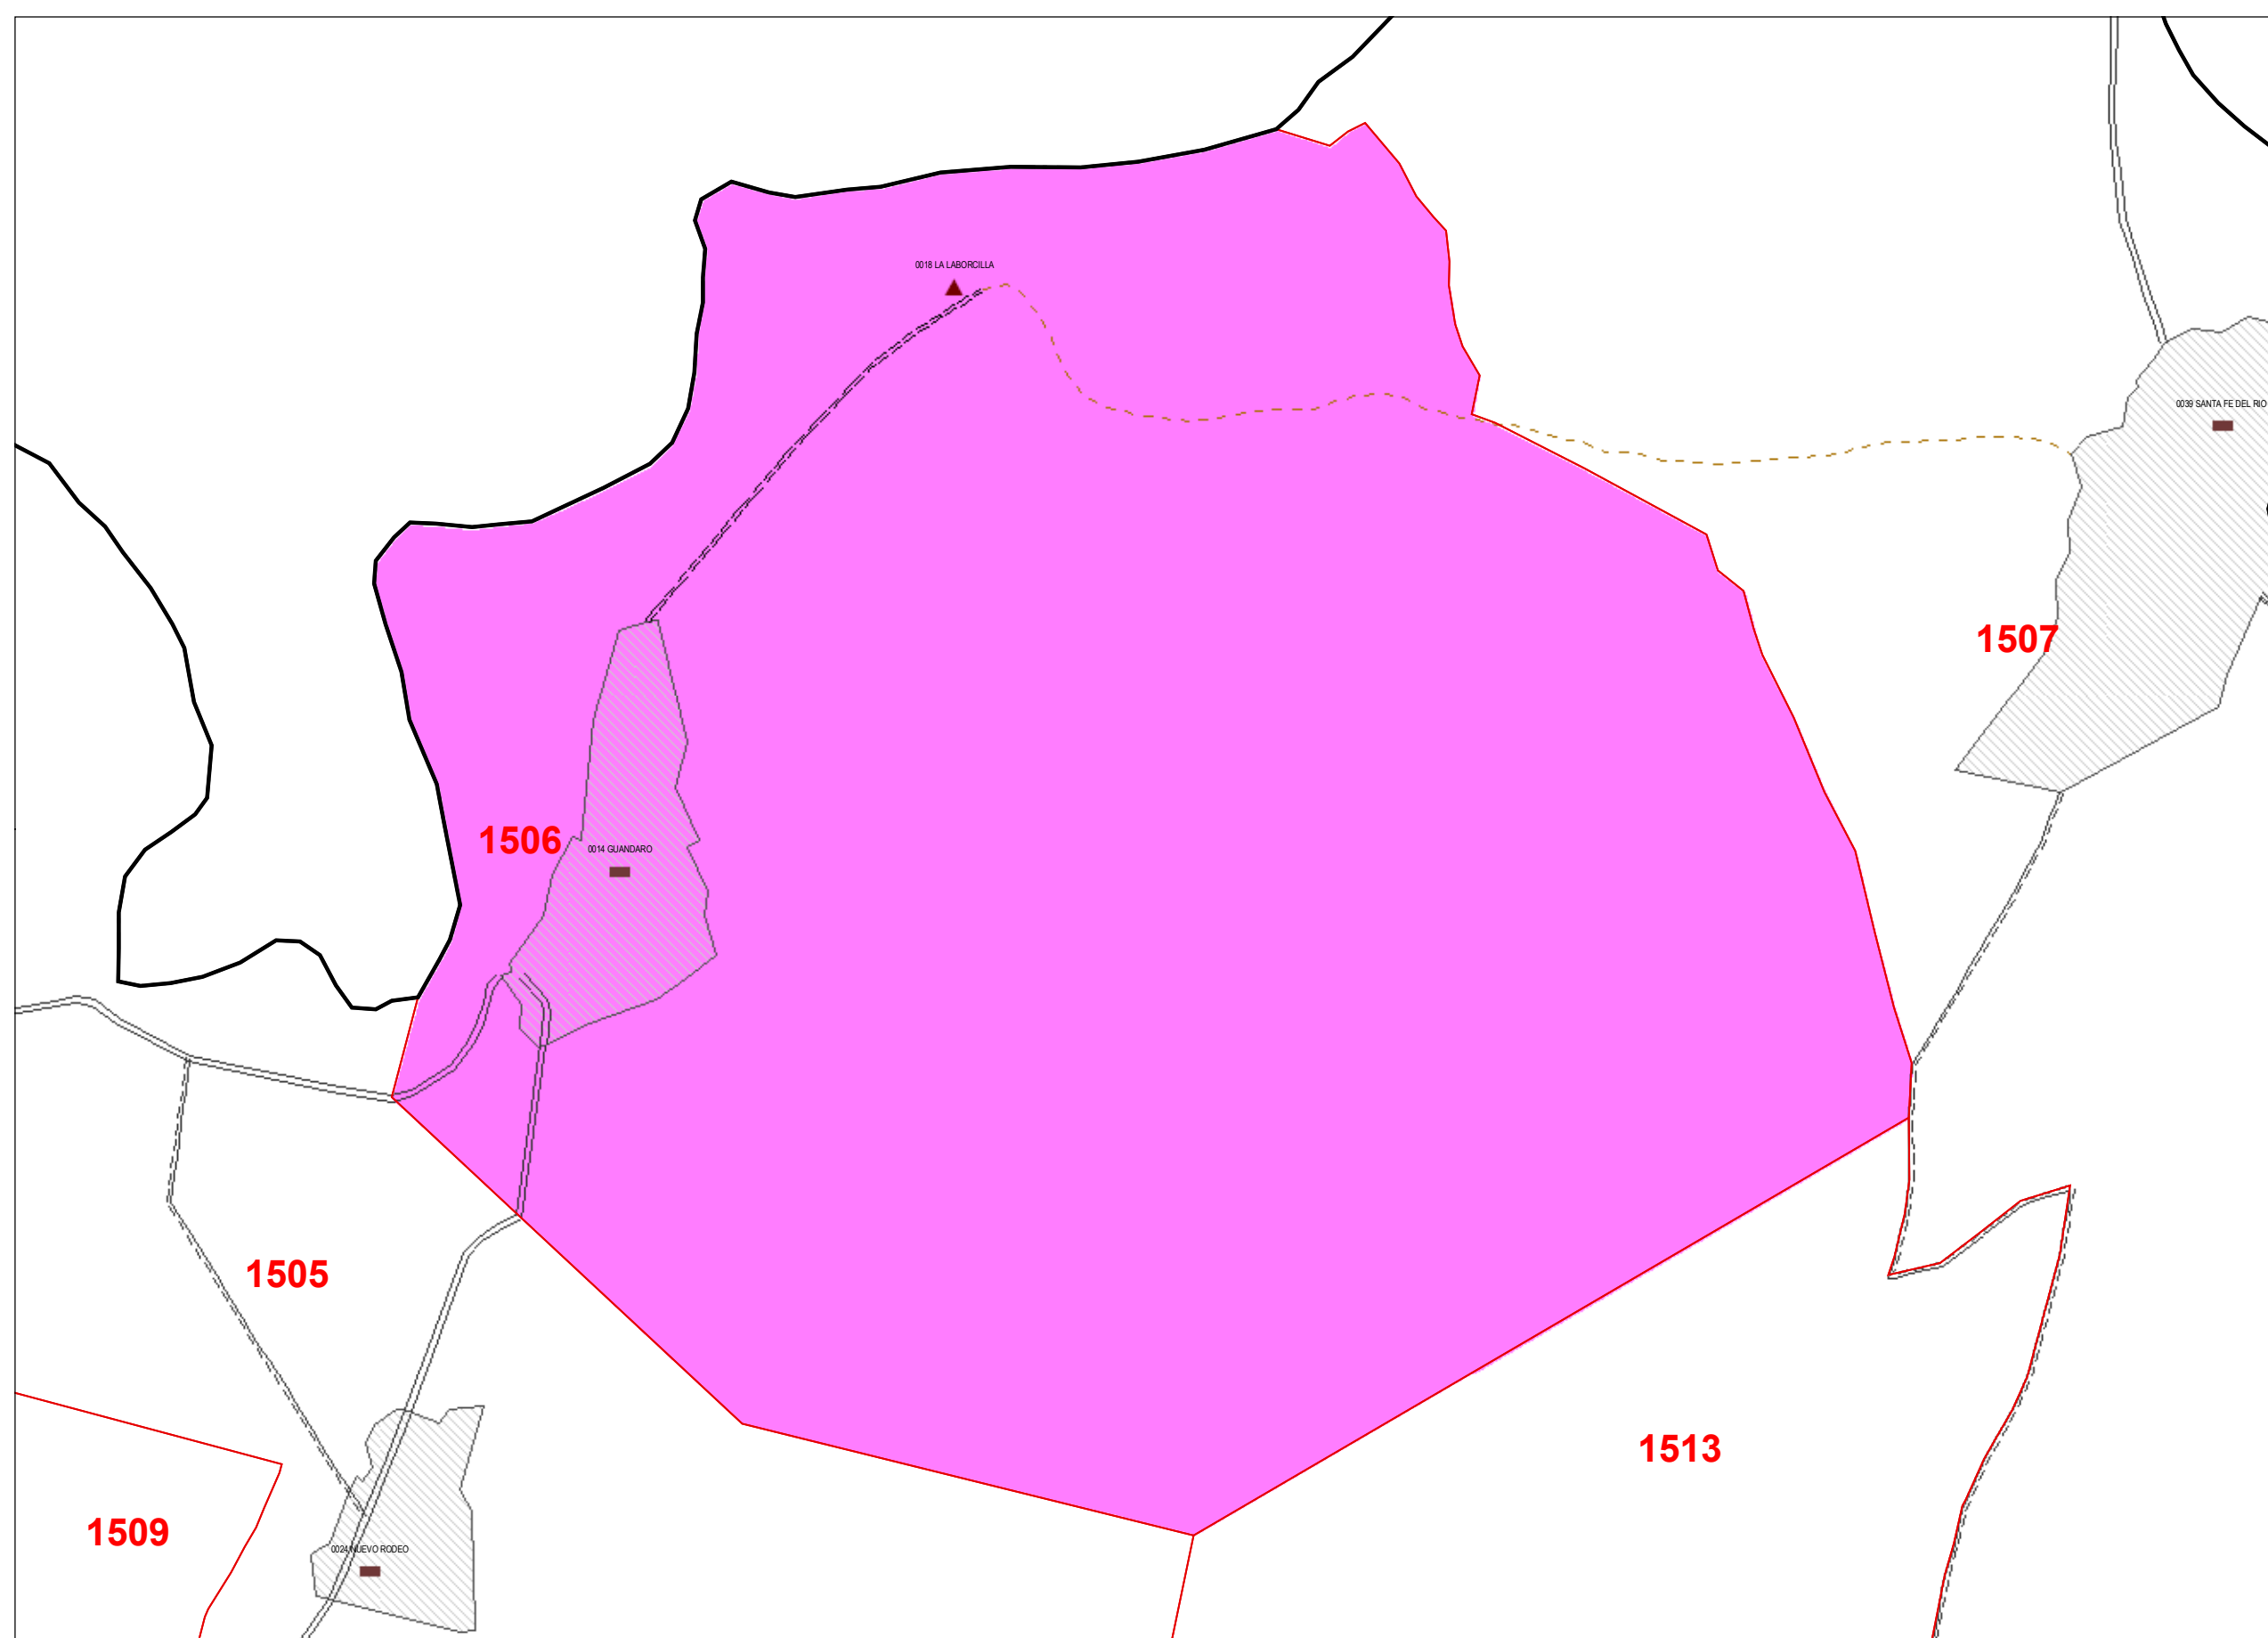 0018 LA LABORCILLA
0039 SANTA FE DEL RIO
1507
1506
0014 GUANDARO
1505
1513
1509
0024 NUEVO RODEO